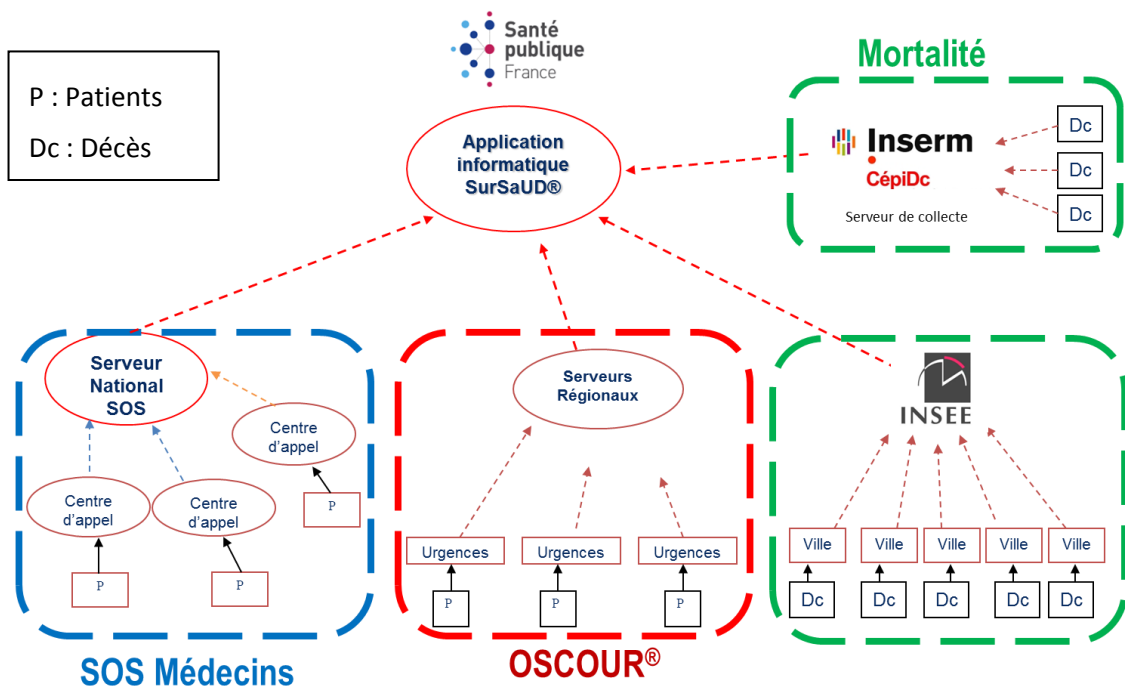 Santé
publique
France
Mortalité
P : Patients
Dc : Décès
Application
informatique
SurSaUD®
Inserm
CépiDc
Serveur de collecte
Dc
Dc
Dc
Serveur
National
SOS
Centre
d'appel
Centre
d'appel
Centre
d'appel
P
P
P
SOS Médecins
Serveurs
Régionaux
Urgences
Urgences
Urgences
P
P
P
OSCOUR®
INSEE
Ville
Ville
Ville
Ville
Ville
Dc
Dc
Dc
Dc
Dc